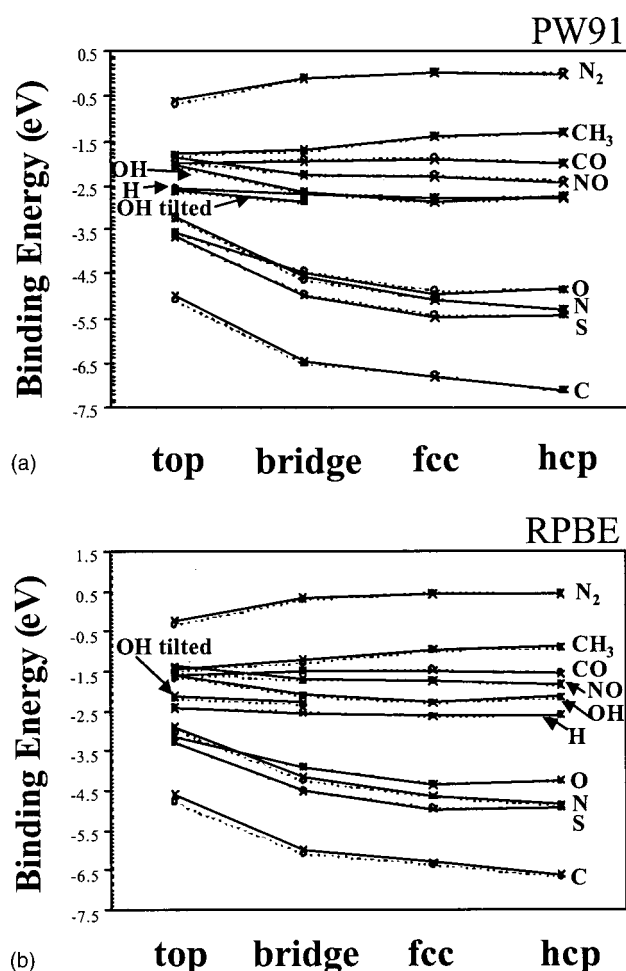 PW91
Binding Energy (eV)
0.5
-0.5
-1.5
-2.5
-3.5
-4.5
-5.5
-6.5
-7.5
N2
CH3
CO
NO
OH
H
OH tilted
O
N
S
C
(a)
top bridge fcc hcp
RPBE
Binding Energy (eV)
1.5
0.5
-0.5
-1.5
-2.5
-3.5
-4.5
-5.5
-6.5
-7.5
N2
OH tilted
CH3
CO
NO
OH
H
O
N
S
C
(b)
top bridge fcc hcp